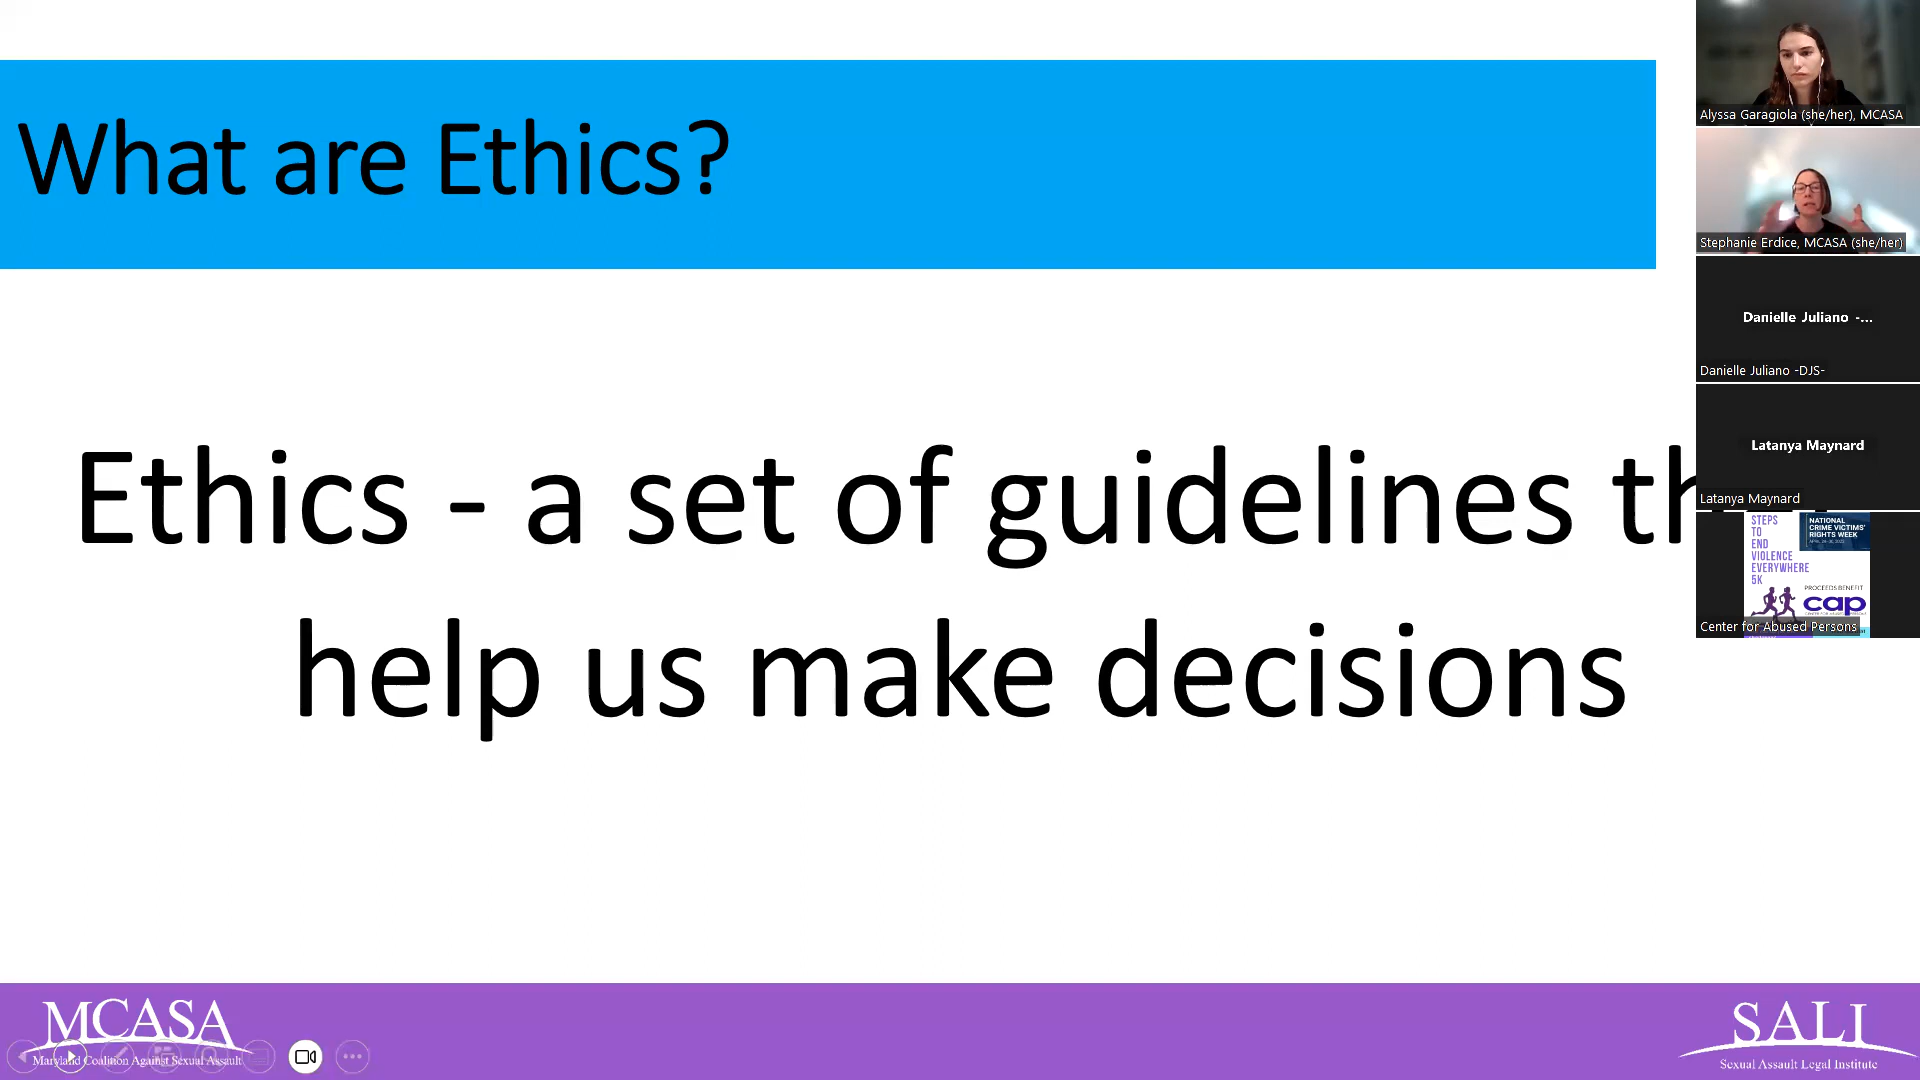 What are Ethics?
Ethics - a set of guidelines th
help us make decisions
Alyssa Garagiola (she/her), MCASA
Stephanie Erdice, MCASA (she/her)
Danielle Juliano -...
Danielle Juliano -DJS-
Latanya Maynard
Latanya Maynard
STEPS
TO
END
VIOLENCE
EVERYWHERE
5K
NATIONAL
CRIME VICTIMS'
RIGHTS WEEK
PROCEEDS BENEFIT
cap
Center for Abused Persons
MCASA
Maryland Coalition Against Sexual Assault
SALI
Sexual Assault Legal Institute